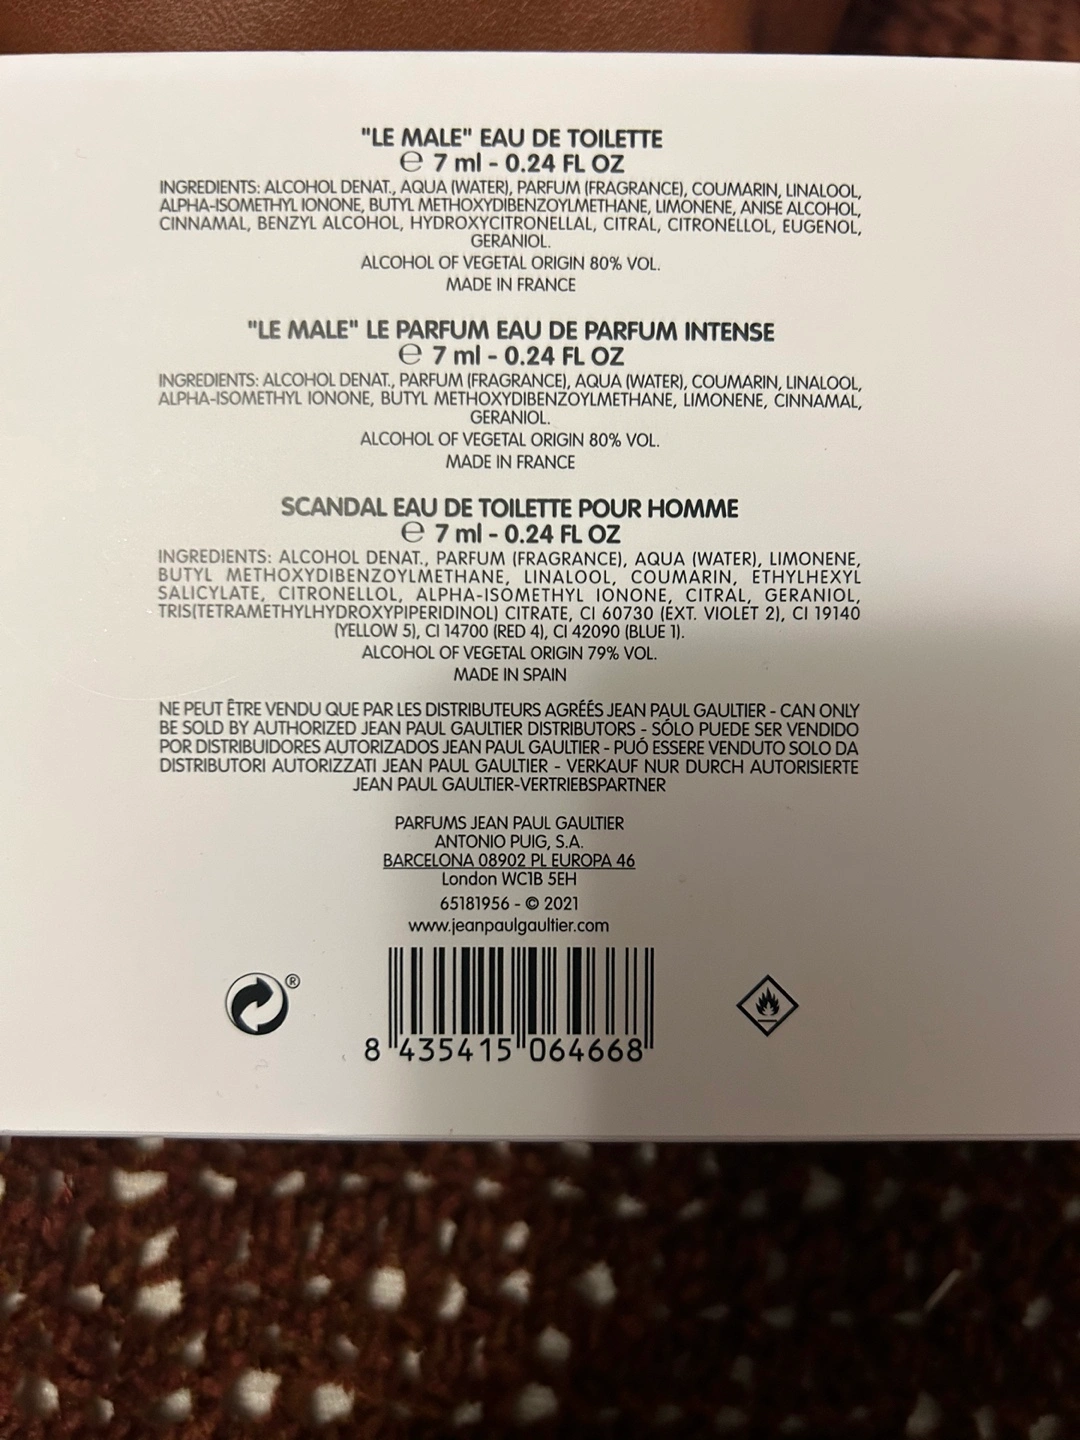 "LE MALE" EAU DE TOILETTE
℮ 7 ml - 0.24 FL OZ
INGREDIENTS: ALCOHOL DENAT., AQUA (WATER), PARFUM (FRAGRANCE), COUMARIN, LINALOOL,
ALPHA-ISOMETHYL IONONE, BUTYL METHOXYDIBENZOYLMETHANE, LIMONENE, ANISE ALCOHOL,
CINNAMAL, BENZYL ALCOHOL, HYDROXYCITRONELLAL, CITRAL, CITRONELLOL, EUGENOL,
GERANIOL.
ALCOHOL OF VEGETAL ORIGIN 80% VOL.
MADE IN FRANCE
"LE MALE" LE PARFUM EAU DE PARFUM INTENSE
℮ 7 ml - 0.24 FL OZ
INGREDIENTS: ALCOHOL DENAT., PARFUM (FRAGRANCE), AQUA (WATER), COUMARIN, LINALOOL,
ALPHA-ISOMETHYL IONONE, BUTYL METHOXYDIBENZOYLMETHANE, LIMONENE, CINNAMAL,
GERANIOL.
ALCOHOL OF VEGETAL ORIGIN 80% VOL.
MADE IN FRANCE
SCANDAL EAU DE TOILETTE POUR HOMME
℮ 7 ml - 0.24 FL OZ
INGREDIENTS: ALCOHOL DENAT., PARFUM (FRAGRANCE), AQUA (WATER), LIMONENE,
BUTYL METHOXYDIBENZOYLMETHANE, LINALOOL, COUMARIN, ETHYLHEXYL
SALICYLATE, CITRONELLOL, ALPHA-ISOMETHYL IONONE, CITRAL, GERANIOL,
TRIS(TETRAMETHYLHYDROXYPIPERIDINOL) CITRATE, CI 60730 (EXT. VIOLET 2), CI 19140
(YELLOW 5), CI 14700 (RED 4), CI 42090 (BLUE 1).
ALCOHOL OF VEGETAL ORIGIN 79% VOL.
MADE IN SPAIN
NE PEUT ÊTRE VENDU QUE PAR LES DISTRIBUTEURS AGRÉÉS JEAN PAUL GAULTIER - CAN ONLY
BE SOLD BY AUTHORIZED JEAN PAUL GAULTIER DISTRIBUTORS - SÓLO PUEDE SER VENDIDO
POR DISTRIBUIDORES AUTORIZADOS JEAN PAUL GAULTIER - PUÓ ESSERE VENDUTO SOLO DA
DISTRIBUTORI AUTORIZZATI JEAN PAUL GAULTIER - VERKAUF NUR DURCH AUTORISIERTE
JEAN PAUL GAULTIER-VERTRIEBSPARTNER
PARFUMS JEAN PAUL GAULTIER
ANTONIO PUIG, S.A.
BARCELONA 08902 PL EUROPA 46
London WC1B 5EH
65181956 - © 2021
www.jeanpaulgaultier.com
®
8 435415 064668